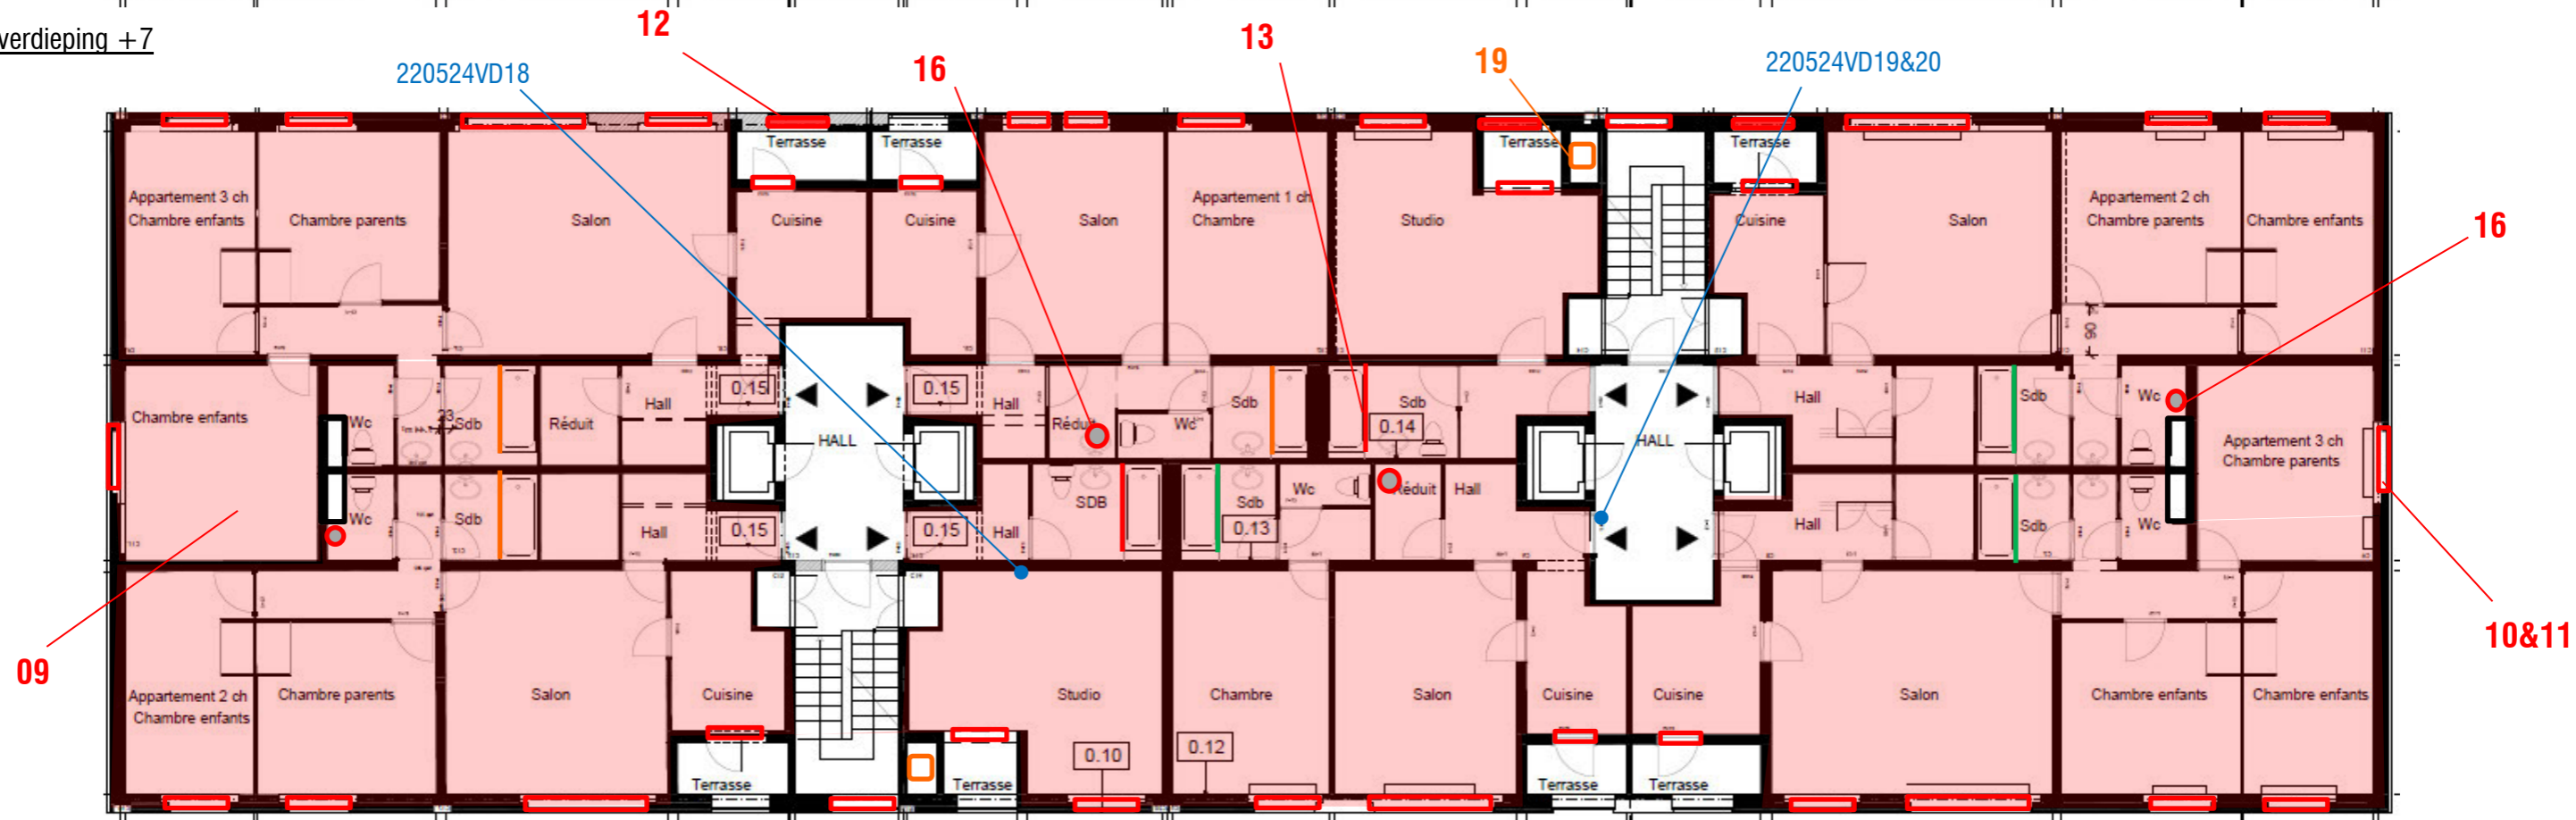 verdieping +7
12
13
16
19
220524VD18
220524VD19&20
Terrasse
Terrasse
Terrasse
Terrasse
Appartement 3 ch
Chambre enfants
Chambre parents
Salon
Cuisine
Cuisine
Salon
Appartement 1 ch
Chambre
Studio
Cuisine
Salon
Appartement 2 ch
Chambre parents
Chambre enfants
16
90
0.15
0.15
Chambre enfants
Wc
23
Sdb
Réduit
Hall
HALL
Hall
Réduit
Wc
Sdb
Sdb
0.14
HALL
Hall
Sdb
Wc
Appartement 3 ch
Chambre parents
Wc
Sdb
Hall
0.15
0.15
Hall
SDB
Sdb
0.13
Wc
Réduit
Hall
Hall
Sdb
Wc
09
10&11
Appartement 2 ch
Chambre enfants
Chambre parents
Salon
Cuisine
Studio
Chambre
Salon
Cuisine
Cuisine
Salon
Chambre enfants
Chambre enfants
0.10
0.12
Terrasse
Terrasse
Terrasse
Terrasse